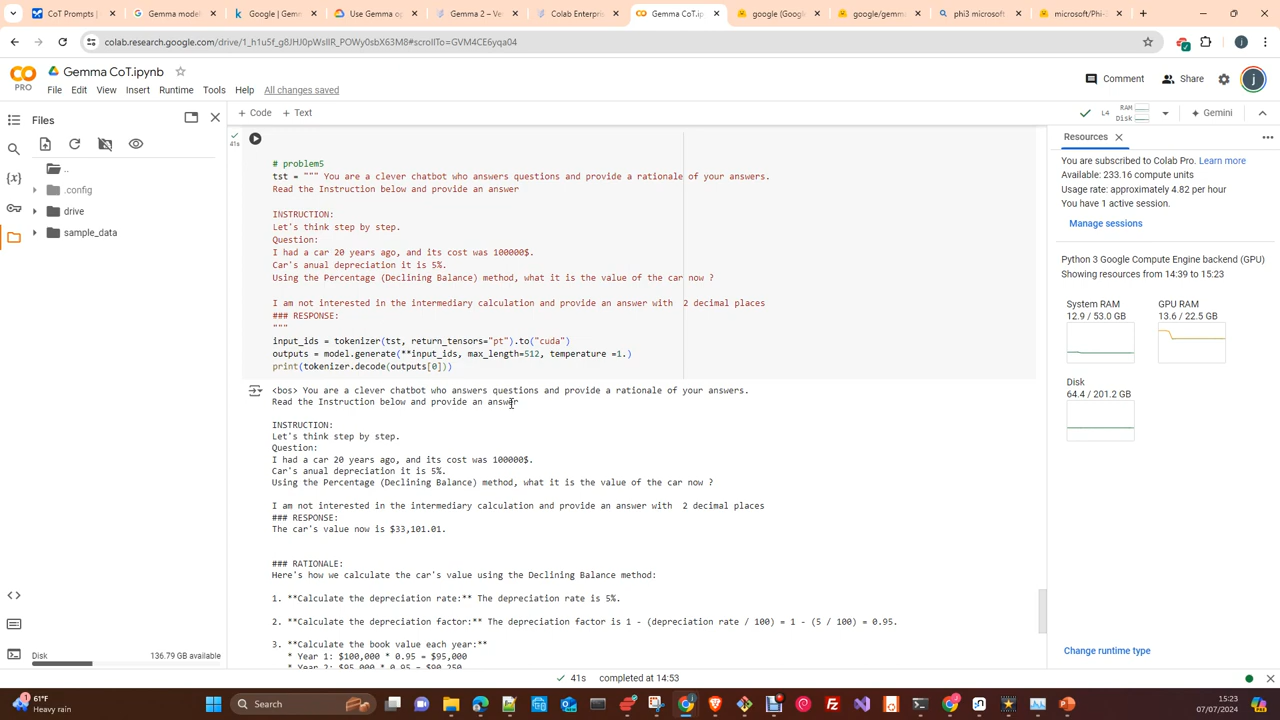 CoT Prompts (
Gemma model
Google | Gemm
Use Gemma op
Gemma 2 – Ve
Colab Enterpris
Gemma CoT.ip
google (Google
google/gemm
phi3 microsoft
microsoft/Phi-
colab.research.google.com/drive/1_h1u5f_g8JHJ0pWsIIR_POWy0sbX63M8#scrollTo=GVM4CE6yqa04
PRO
Gemma CoT.ipynb
File Edit View Insert Runtime Tools Help All changes saved
Comment
Share
j
Files
+ Code + Text
L4
RAM
Disk
Gemini
..
.config
drive
sample_data
41s
# problem5
tst = """ You are a clever chatbot who answers questions and provide a rationale of your answers.
Read the Instruction below and provide an answer
INSTRUCTION:
Let's think step by step.
Question:
I had a car 20 years ago, and its cost was 100000$.
Car's anual depreciation it is 5%.
Using the Percentage (Declining Balance) method, what it is the value of the car now ?
I am not interested in the intermediary calculation and provide an answer with  2 decimal places
### RESPONSE:
"""
input_ids = tokenizer(tst, return_tensors="pt").to("cuda")
outputs = model.generate(**input_ids, max_length=512, temperature =1.)
print(tokenizer.decode(outputs[0]))
<bos> You are a clever chatbot who answers questions and provide a rationale of your answers.
Read the Instruction below and provide an answer
INSTRUCTION:
Let's think step by step.
Question:
I had a car 20 years ago, and its cost was 100000$.
Car's anual depreciation it is 5%.
Using the Percentage (Declining Balance) method, what it is the value of the car now ?
I am not interested in the intermediary calculation and provide an answer with  2 decimal places
### RESPONSE:
The car's value now is $33,101.01.
### RATIONALE:
Here's how we calculate the car's value using the Declining Balance method:
1. **Calculate the depreciation rate:** The depreciation rate is 5%.
2. **Calculate the depreciation factor:** The depreciation factor is 1 - (depreciation rate / 100) = 1 - (5 / 100) = 0.95.
3. **Calculate the book value each year:**
* Year 1: $100,000 * 0.95 = $95,000
* Year 2: $95,000 * 0.95 = $90,250
Resources
You are subscribed to Colab Pro. Learn more
Available: 233.16 compute units
Usage rate: approximately 4.82 per hour
You have 1 active session.
Manage sessions
Python 3 Google Compute Engine backend (GPU)
Showing resources from 14:39 to 15:23
System RAM
12.9 / 53.0 GB
GPU RAM
13.6 / 22.5 GB
Disk
64.4 / 201.2 GB
Change runtime type
Disk 136.79 GB available
41s completed at 14:53
61°F
Heavy rain
Search
15:23
07/07/2024